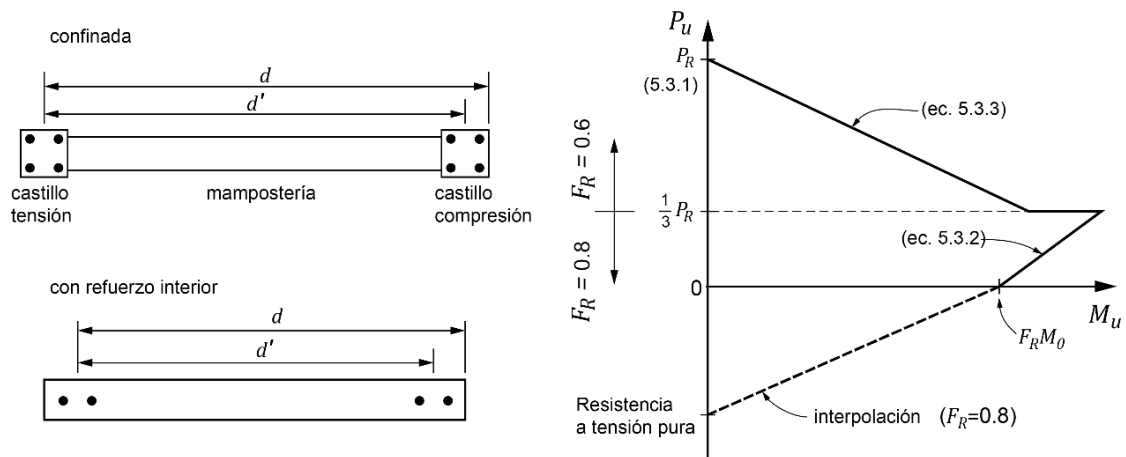 confinada
d
d'
castillo
tensión
mampostería
castillo
compresión
con refuerzo interior
d
d'
P_u
P_R
(5.3.1)
(ec. 5.3.3)
F_R = 0.6
1/3 P_R
F_R = 0.8
(ec. 5.3.2)
0
M_u
F_R M_0
Resistencia
a tensión pura
interpolación (F_R=0.8)